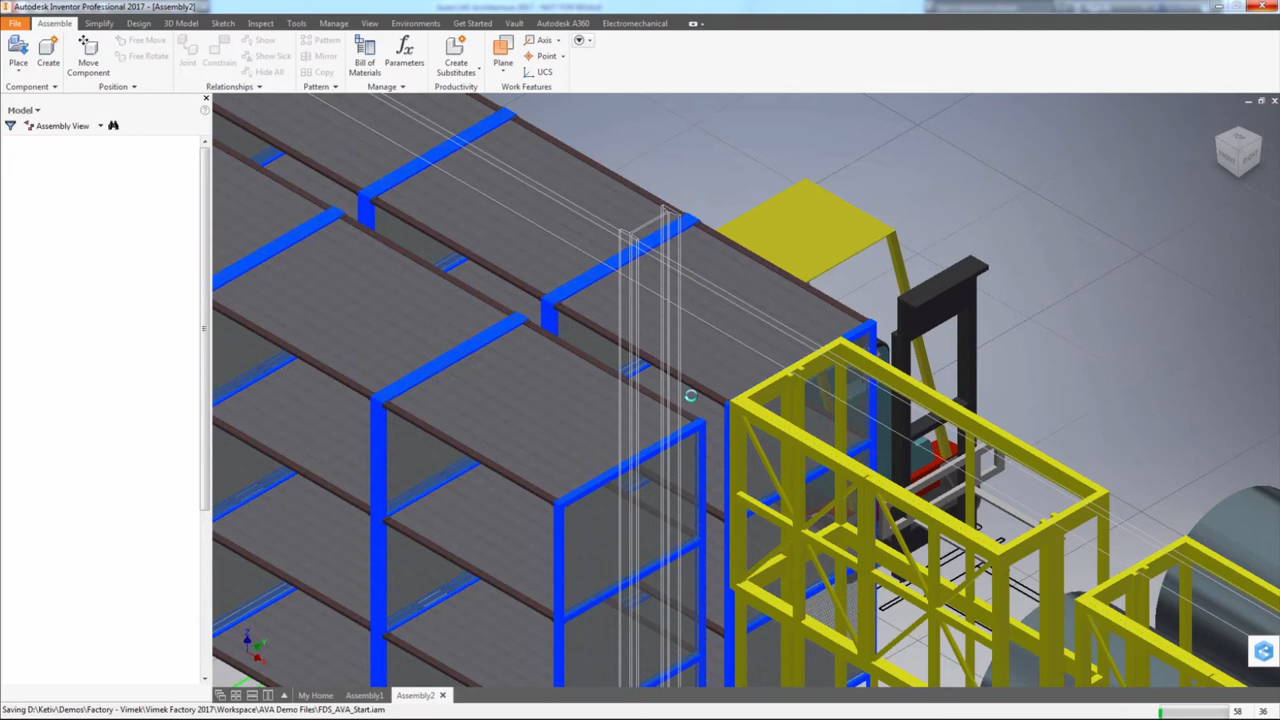 Autodesk Inventor Professional 2017 - [Assembly2]
File Assemble Simplify Design 3D Model Sketch Inspect Tools Manage View Environments Get Started Vault Autodesk A360 Electromechanical
Place
Create
Move
Component
Free Move
Free Rotate
Joint
Constrain
Show
Show Sick
Hide All
Pattern
Mirror
Copy
Bill of
Materials
Parameters
Create
Substitutes
Plane
Axis
Point
UCS
Component Position Relationships Pattern Manage Productivity Work Features
Model
Assembly View
TOP
FRONT
RIGHT
My Home Assembly1 Assembly2
Saving D:\Ketiv\Demos\Factory - Vimek\Vimek Factory 2017\Workspace\AVA Demo Files\FDS_AVA_Start.iam
58 36